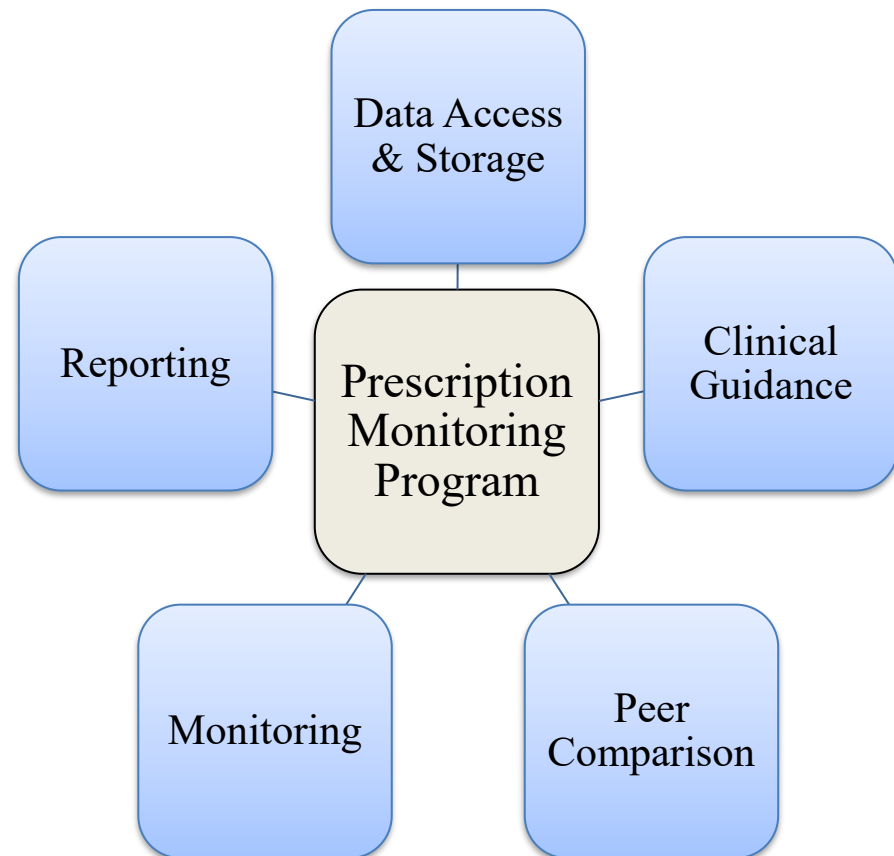 Data Access
& Storage
Reporting
Prescription
Monitoring
Program
Clinical
Guidance
Monitoring
Peer
Comparison